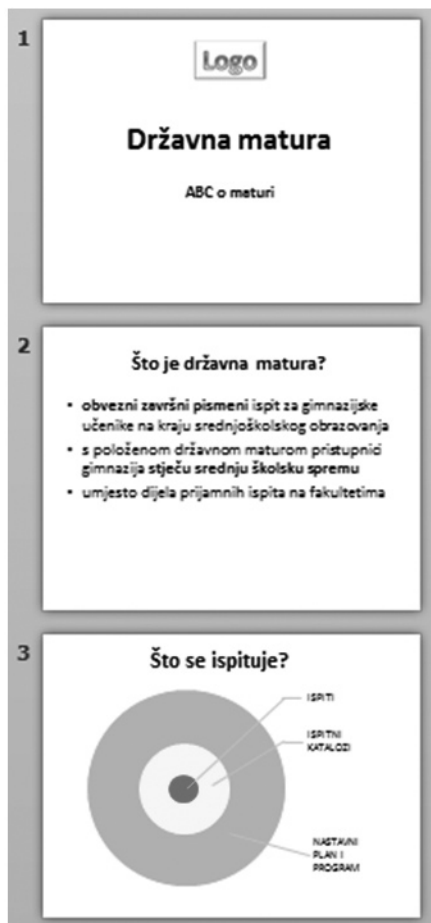 1
Logo
Državna matura
ABC o maturi
2
Što je državna matura?
• obvezni završni pismeni ispit za gimnazijske
učenike na kraju srednjoškolskog obrazovanja
• s položenom državnom maturom pristupnici
gimnazija stječu srednju školsku spremu
• umjesto dijela prijamnih ispita na fakultetima
3
Što se ispituje?
ISPITI
ISPITNI
KATALOZI
NASTAVNI
PLAN I
PROGRAM